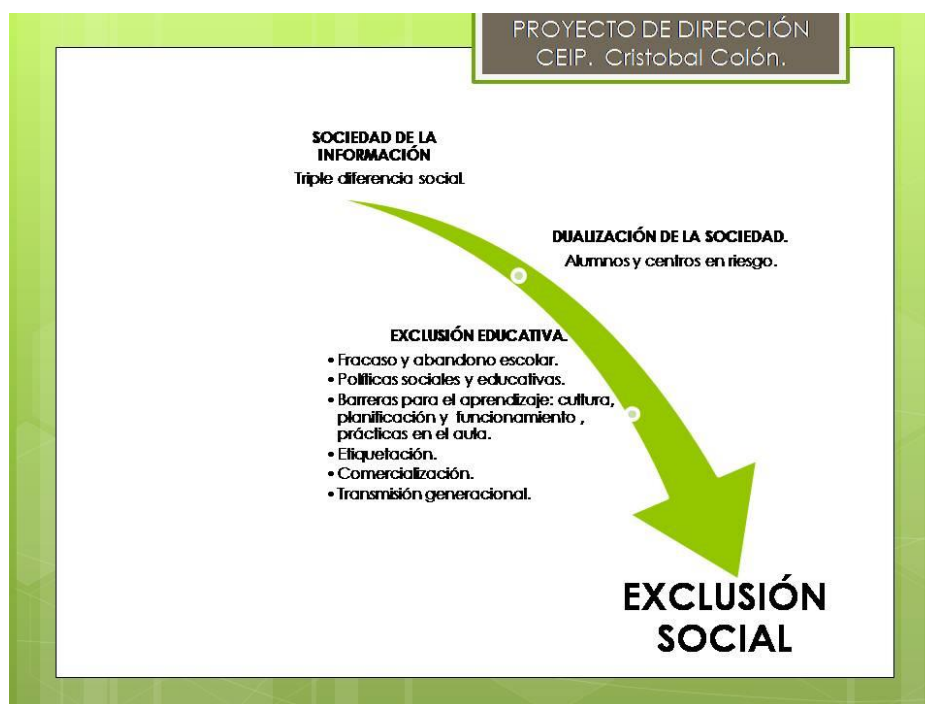 PROYECTO DE DIRECCIÓN
CEIP. Cristobal Colón.
SOCIEDAD DE LA
INFORMACIÓN
Triple diferencia social.
DUALIZACIÓN DE LA SOCIEDAD.
Alumnos y centros en riesgo.
EXCLUSIÓN EDUCATIVA.
• Fracaso y abandono escolar.
• Políticas sociales y educativas.
• Barreras para el aprendizaje: cultura,
planificación y funcionamiento ,
prácticas en el aula.
• Etiquetación.
• Comercialización.
• Transmisión generacional.
EXCLUSIÓN
SOCIAL